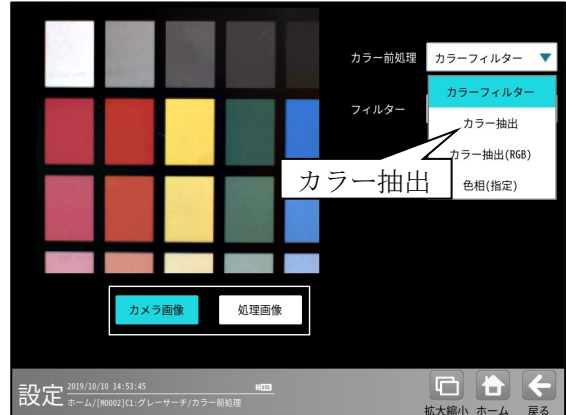 カラー前処理 カラーフィルター ▼
カラーフィルター
フィルター
カラー抽出
カラー抽出(RGB)
色相(指定)
カラー抽出
カメラ画像 処理画像
設定 2019/10/10 14:53:45
ホーム/[M0002]C1:グレーサーチ/カラー前処理
拡大縮小 ホーム 戻る